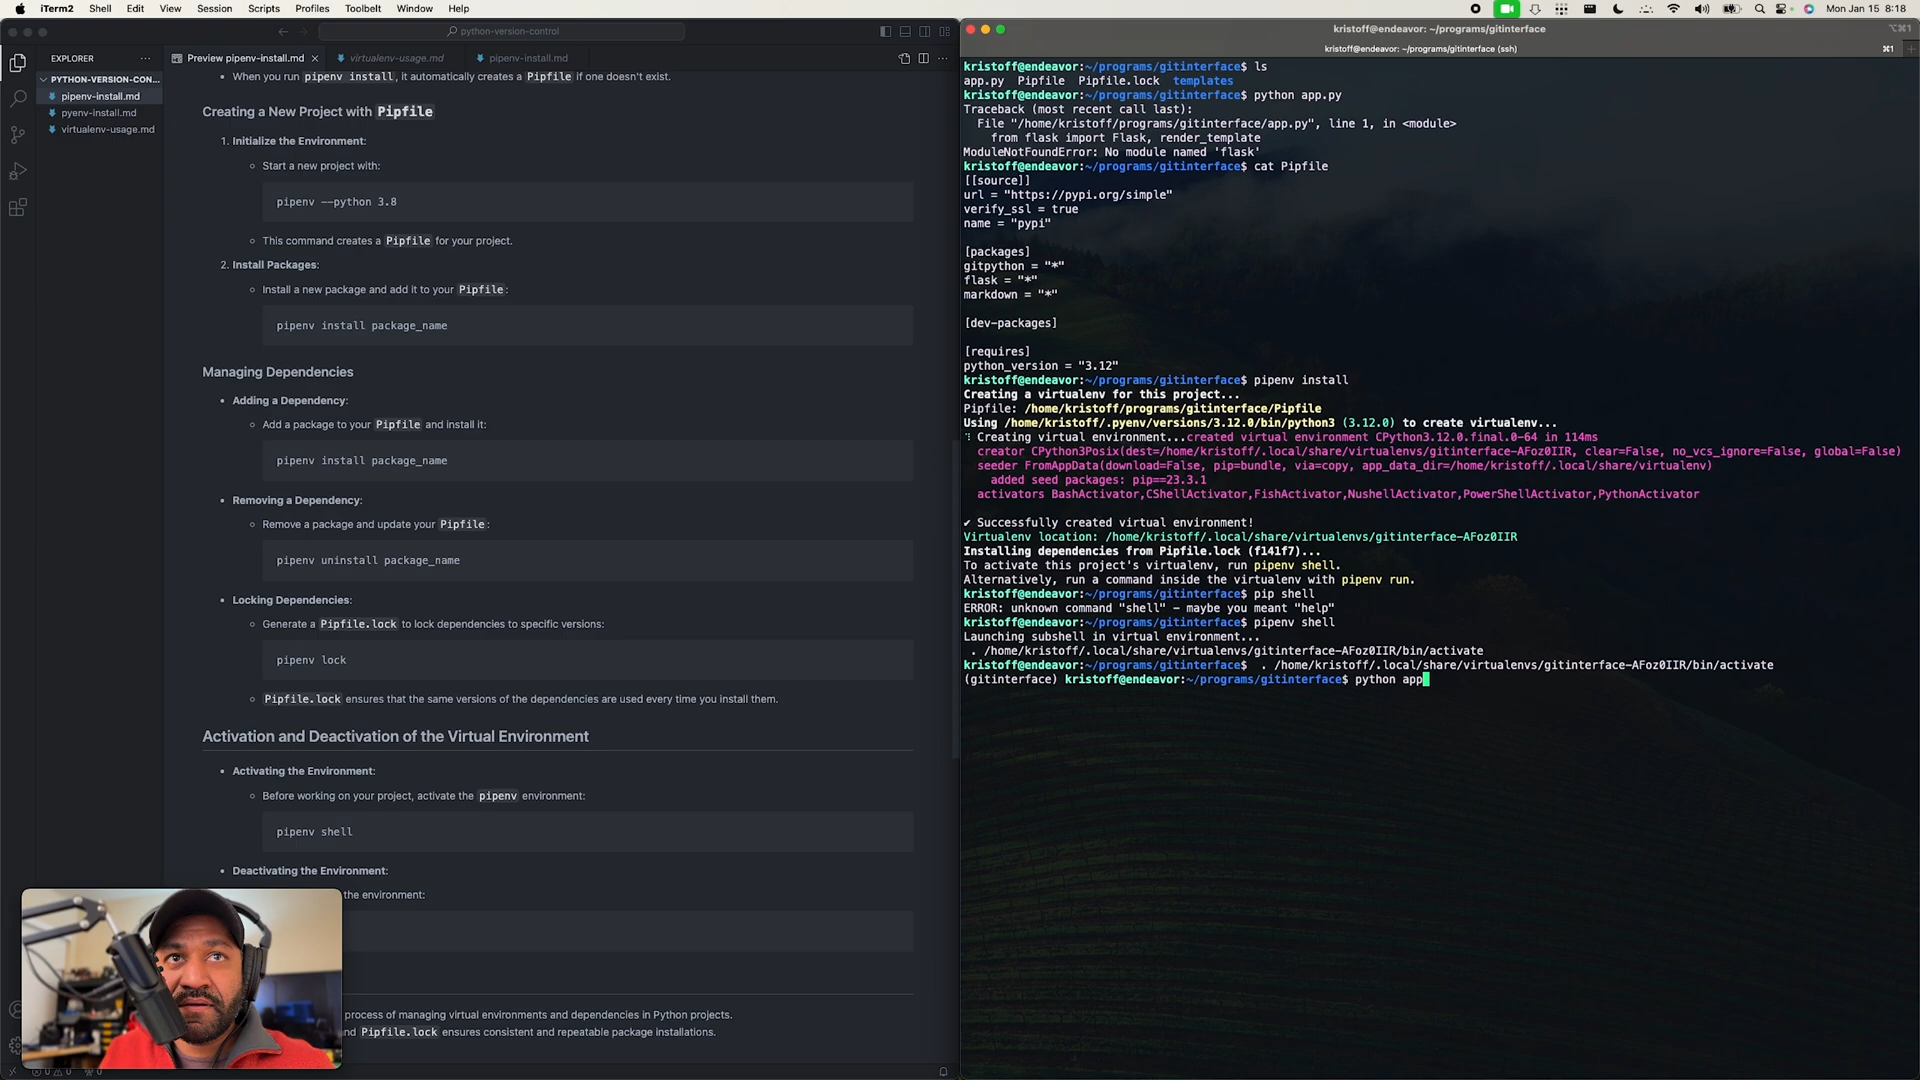 iTerm2 Shell Edit View Session Scripts Profiles Toolbelt Window Help
Mon Jan 15 8:18
python-version-control
EXPLORER
PYTHON-VERSION-CON...
pipenv-install.md
pyenv-install.md
virtualenv-usage.md
Preview pipenv-install.md
virtualenv-usage.md
pipenv-install.md
When you run pipenv install, it automatically creates a Pipfile if one doesn't exist.
Creating a New Project with Pipfile
1. Initialize the Environment:
Start a new project with:
pipenv --python 3.8
This command creates a Pipfile for your project.
2. Install Packages:
Install a new package and add it to your Pipfile:
pipenv install package_name
Managing Dependencies
Adding a Dependency:
Add a package to your Pipfile and install it:
pipenv install package_name
Removing a Dependency:
Remove a package and update your Pipfile:
pipenv uninstall package_name
Locking Dependencies:
Generate a Pipfile.lock to lock dependencies to specific versions:
pipenv lock
Pipfile.lock ensures that the same versions of the dependencies are used every time you install them.
Activation and Deactivation of the Virtual Environment
Activating the Environment:
Before working on your project, activate the pipenv environment:
pipenv shell
Deactivating the Environment:
the environment:
process of managing virtual environments and dependencies in Python projects.
nd Pipfile.lock ensures consistent and repeatable package installations.
0 0 0
kristoff@endeavor: ~/programs/gitinterface
⌥⌘1
kristoff@endeavor: ~/programs/gitinterface (ssh)
⌘1
kristoff@endeavor:~/programs/gitinterface$ ls
app.py Pipfile Pipfile.lock templates
kristoff@endeavor:~/programs/gitinterface$ python app.py
Traceback (most recent call last):
File "/home/kristoff/programs/gitinterface/app.py", line 1, in <module>
from flask import Flask, render_template
ModuleNotFoundError: No module named 'flask'
kristoff@endeavor:~/programs/gitinterface$ cat Pipfile
[[source]]
url = "https://pypi.org/simple"
verify_ssl = true
name = "pypi"
[packages]
gitpython = "*"
flask = "*"
markdown = "*"
[dev-packages]
[requires]
python_version = "3.12"
kristoff@endeavor:~/programs/gitinterface$ pipenv install
Creating a virtualenv for this project...
Pipfile: /home/kristoff/programs/gitinterface/Pipfile
Using /home/kristoff/.pyenv/versions/3.12.0/bin/python3 (3.12.0) to create virtualenv...
Creating virtual environment...created virtual environment CPython3.12.0.final.0-64 in 114ms
creator CPython3Posix(dest=/home/kristoff/.local/share/virtualenvs/gitinterface-AFoz0IIR, clear=False, no_vcs_ignore=False, global=False)
seeder FromAppData(download=False, pip=bundle, via=copy, app_data_dir=/home/kristoff/.local/share/virtualenv)
added seed packages: pip==23.3.1
activators BashActivator,CShellActivator,FishActivator,NushellActivator,PowerShellActivator,PythonActivator
✔ Successfully created virtual environment!
Virtualenv location: /home/kristoff/.local/share/virtualenvs/gitinterface-AFoz0IIR
Installing dependencies from Pipfile.lock (f141f7)...
To activate this project's virtualenv, run pipenv shell.
Alternatively, run a command inside the virtualenv with pipenv run.
kristoff@endeavor:~/programs/gitinterface$ pip shell
ERROR: unknown command "shell" - maybe you meant "help"
kristoff@endeavor:~/programs/gitinterface$ pipenv shell
Launching subshell in virtual environment...
. /home/kristoff/.local/share/virtualenvs/gitinterface-AFoz0IIR/bin/activate
kristoff@endeavor:~/programs/gitinterface$ . /home/kristoff/.local/share/virtualenvs/gitinterface-AFoz0IIR/bin/activate
(gitinterface) kristoff@endeavor:~/programs/gitinterface$ python app